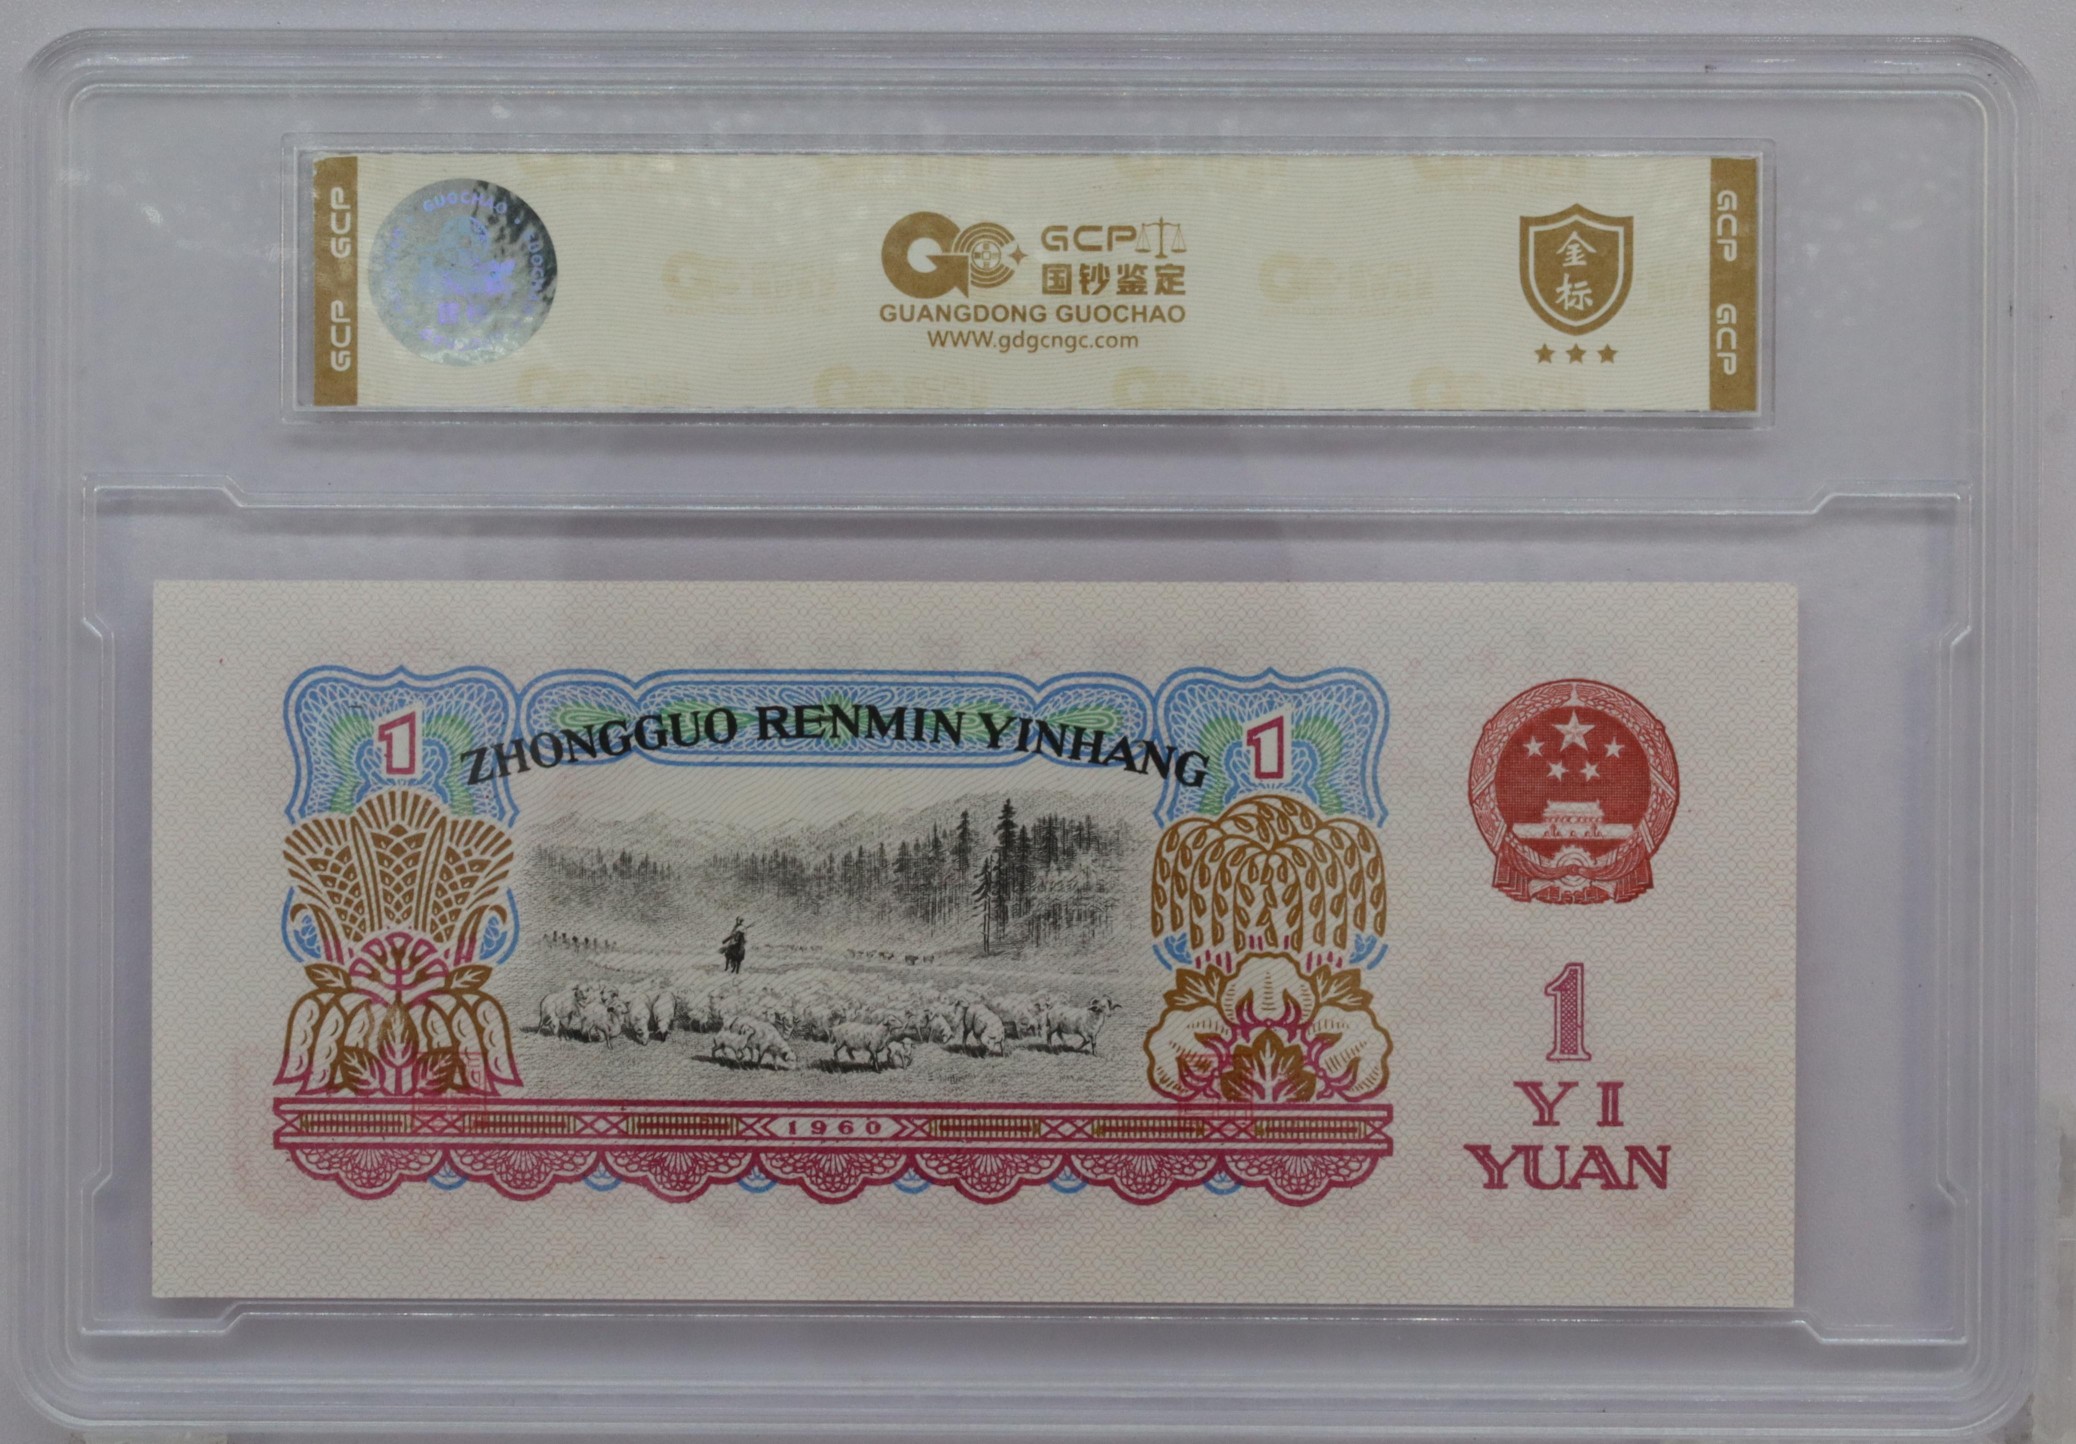 GCP GCP
GUOCHAO
GCP
国钞鉴定
GUANGDONG GUOCHAO
WWW.gdgcngc.com
金
标
GCP GCP
1
ZHONGGUO RENMIN YINHANG
1
1960
1
YI
YUAN